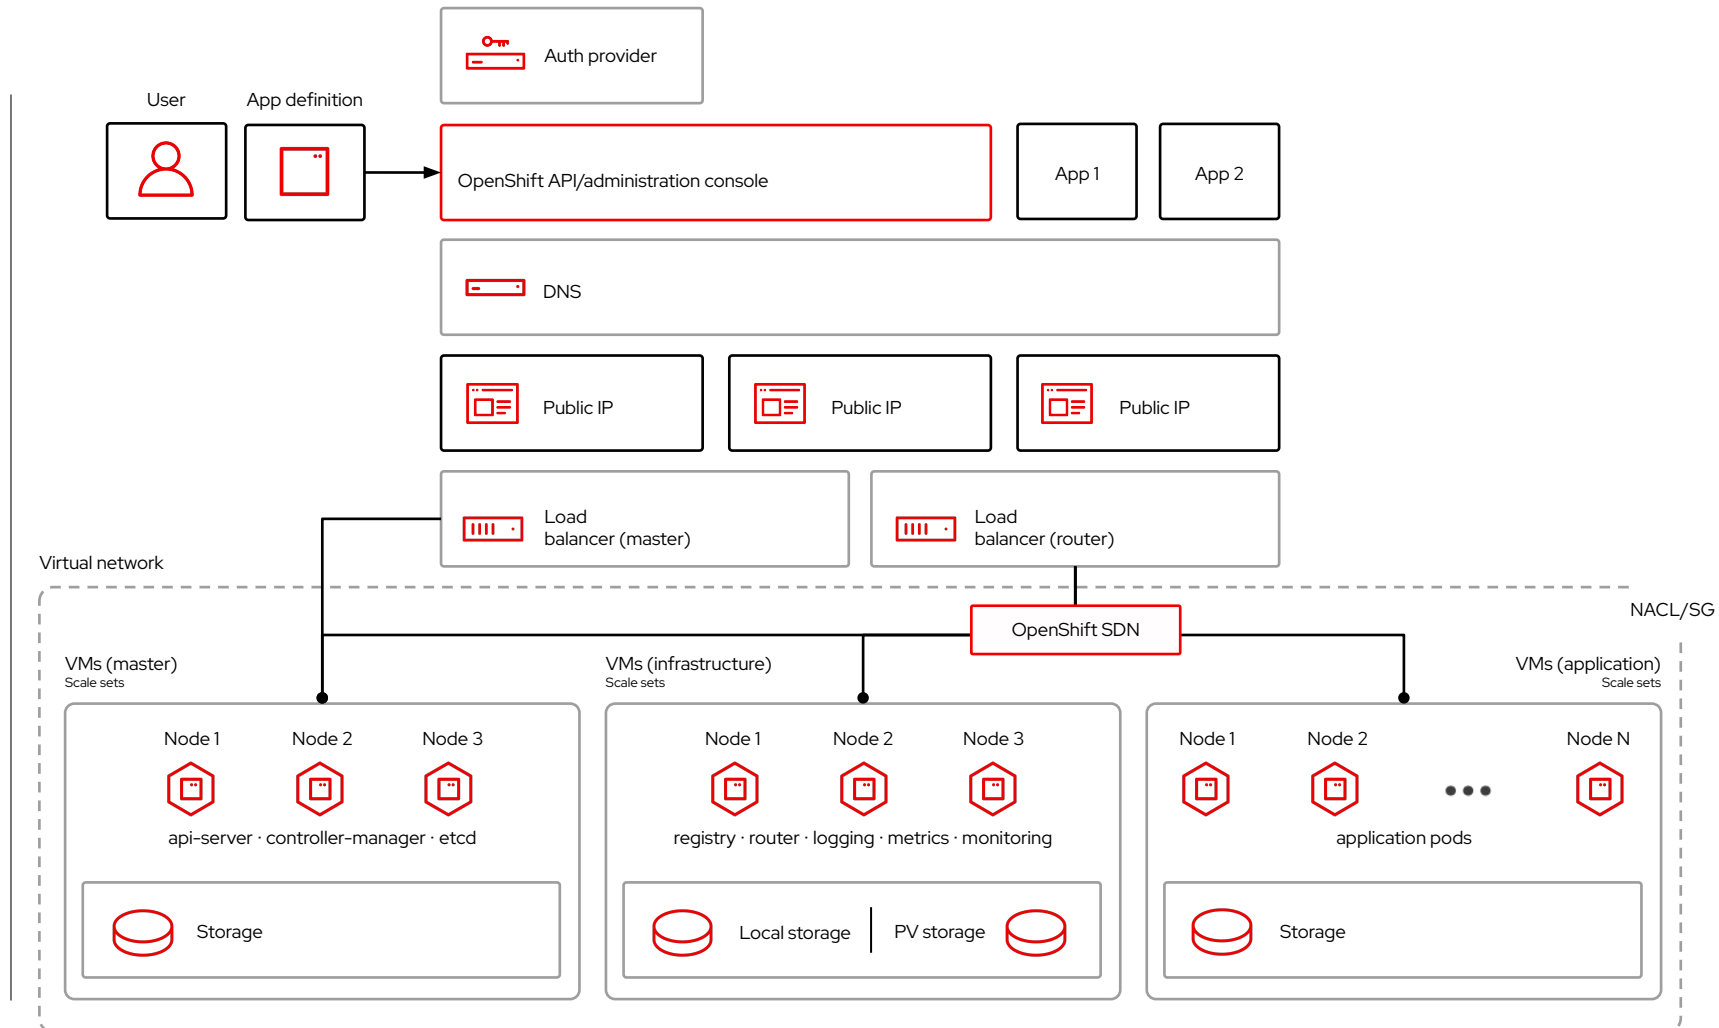 Auth provider
User
App definition
OpenShift API/administration console
App 1
App 2
DNS
Public IP
Public IP
Public IP
Load
balancer (master)
Load
balancer (router)
Virtual network
NACL/SG
OpenShift SDN
VMs (master)
Scale sets
VMs (infrastructure)
Scale sets
VMs (application)
Scale sets
Node 1
Node 2
Node 3
api-server · controller-manager · etcd
Storage
Node 1
Node 2
Node 3
registry · router · logging · metrics · monitoring
Local storage
PV storage
Node 1
Node 2
Node N
application pods
Storage